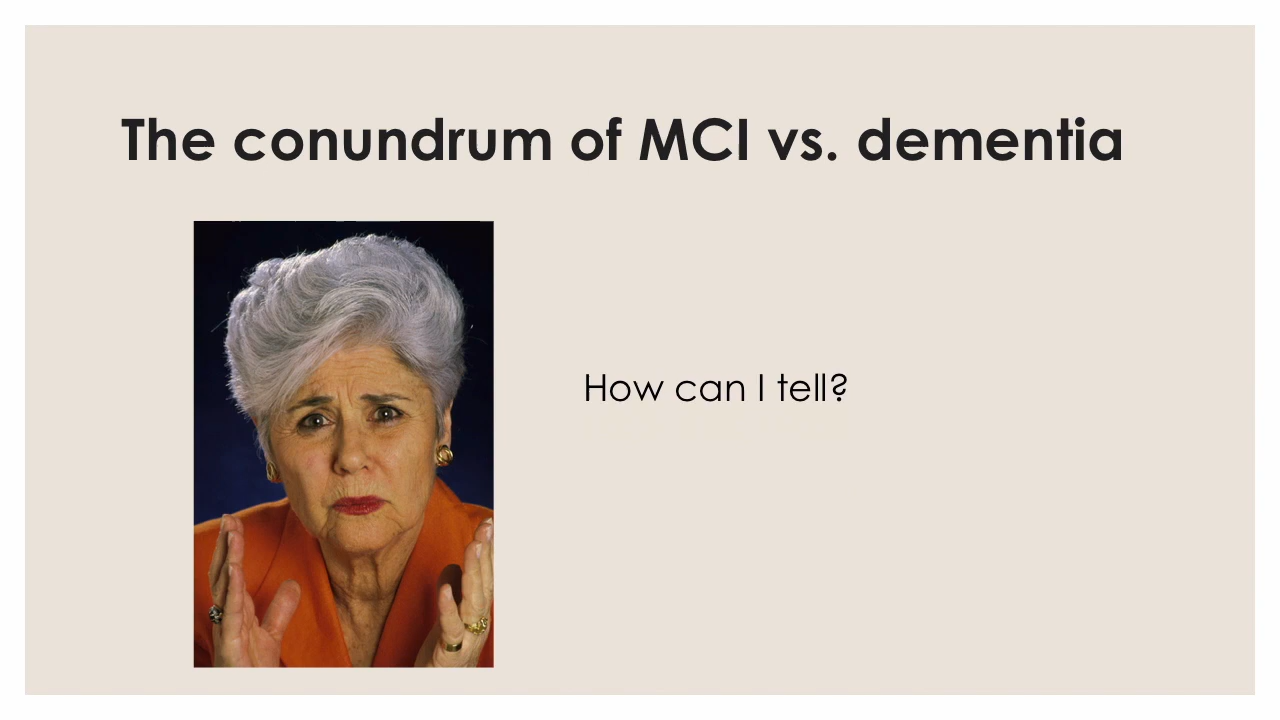 The conundrum of MCI vs. dementia
How can I tell?